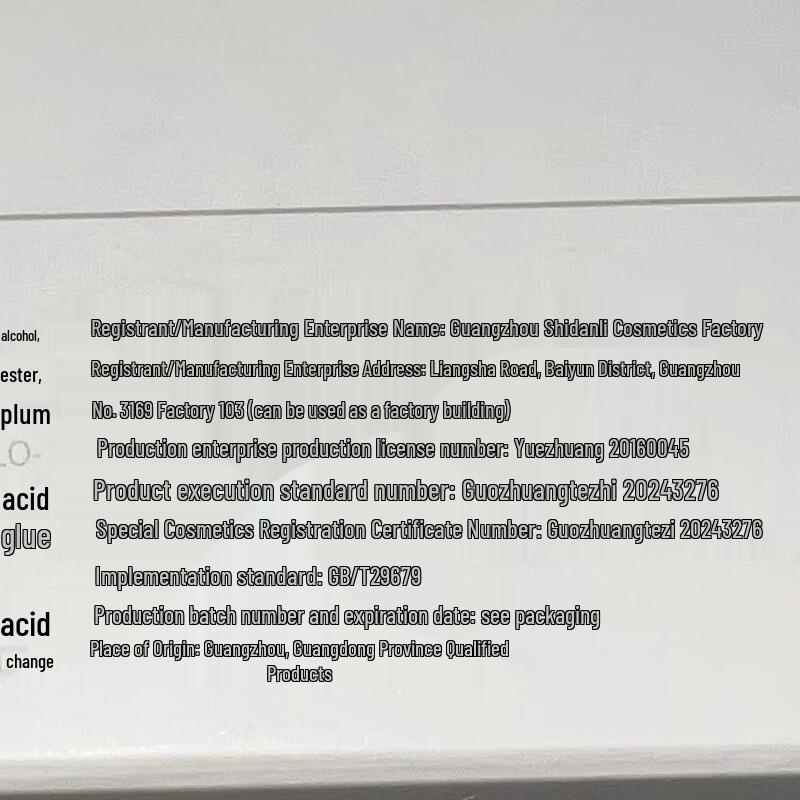 alcohol,
Registrant/Manufacturing Enterprise Name: Guangzhou Shidanli Cosmetics Factory
ester,
Registrant/Manufacturing Enterprise Address: Liangsha Road, Baiyun District, Guangzhou
plum
No. 3169 Factory 103 (can be used as a factory building)
LO-
Production enterprise production license number: Yuezhuang 20160045
acid
Product execution standard number: Guozhuangtezhi 20243276
glue
Special Cosmetics Registration Certificate Number: Guozhuangtezi 20243276
Implementation standard: GB/T29679
acid
Production batch number and expiration date: see packaging
change
Place of Origin: Guangzhou, Guangdong Province Qualified
Products